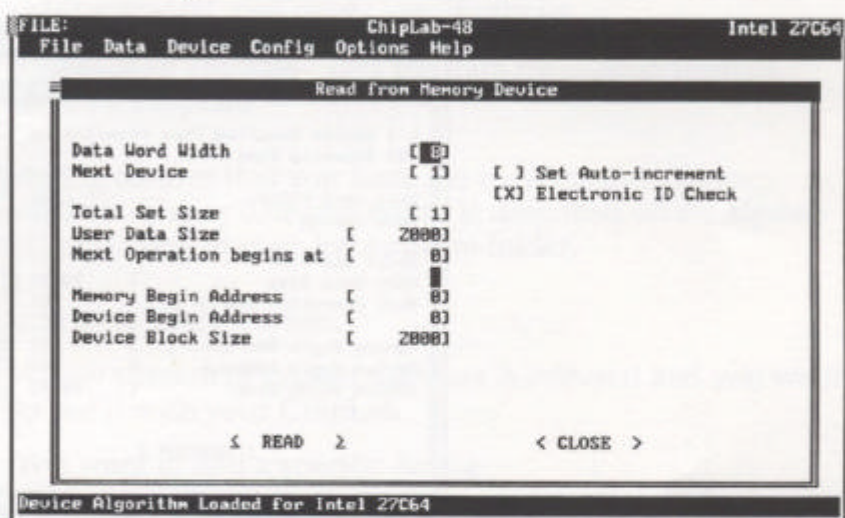 FILE: ChipLab-48 Intel 27C64
File Data Device Config Options Help
Read from Memory Device
Data Word Width [ 8]
Next Device [ 1] [ ] Set Auto-increment
[X] Electronic ID Check
Total Set Size [ 1]
User Data Size [ 2000]
Next Operation begins at [ 0]
Memory Begin Address [ 0]
Device Begin Address [ 0]
Device Block Size [ 2000]
≤ READ ≥ < CLOSE >
Device Algorithm Loaded for Intel 27C64